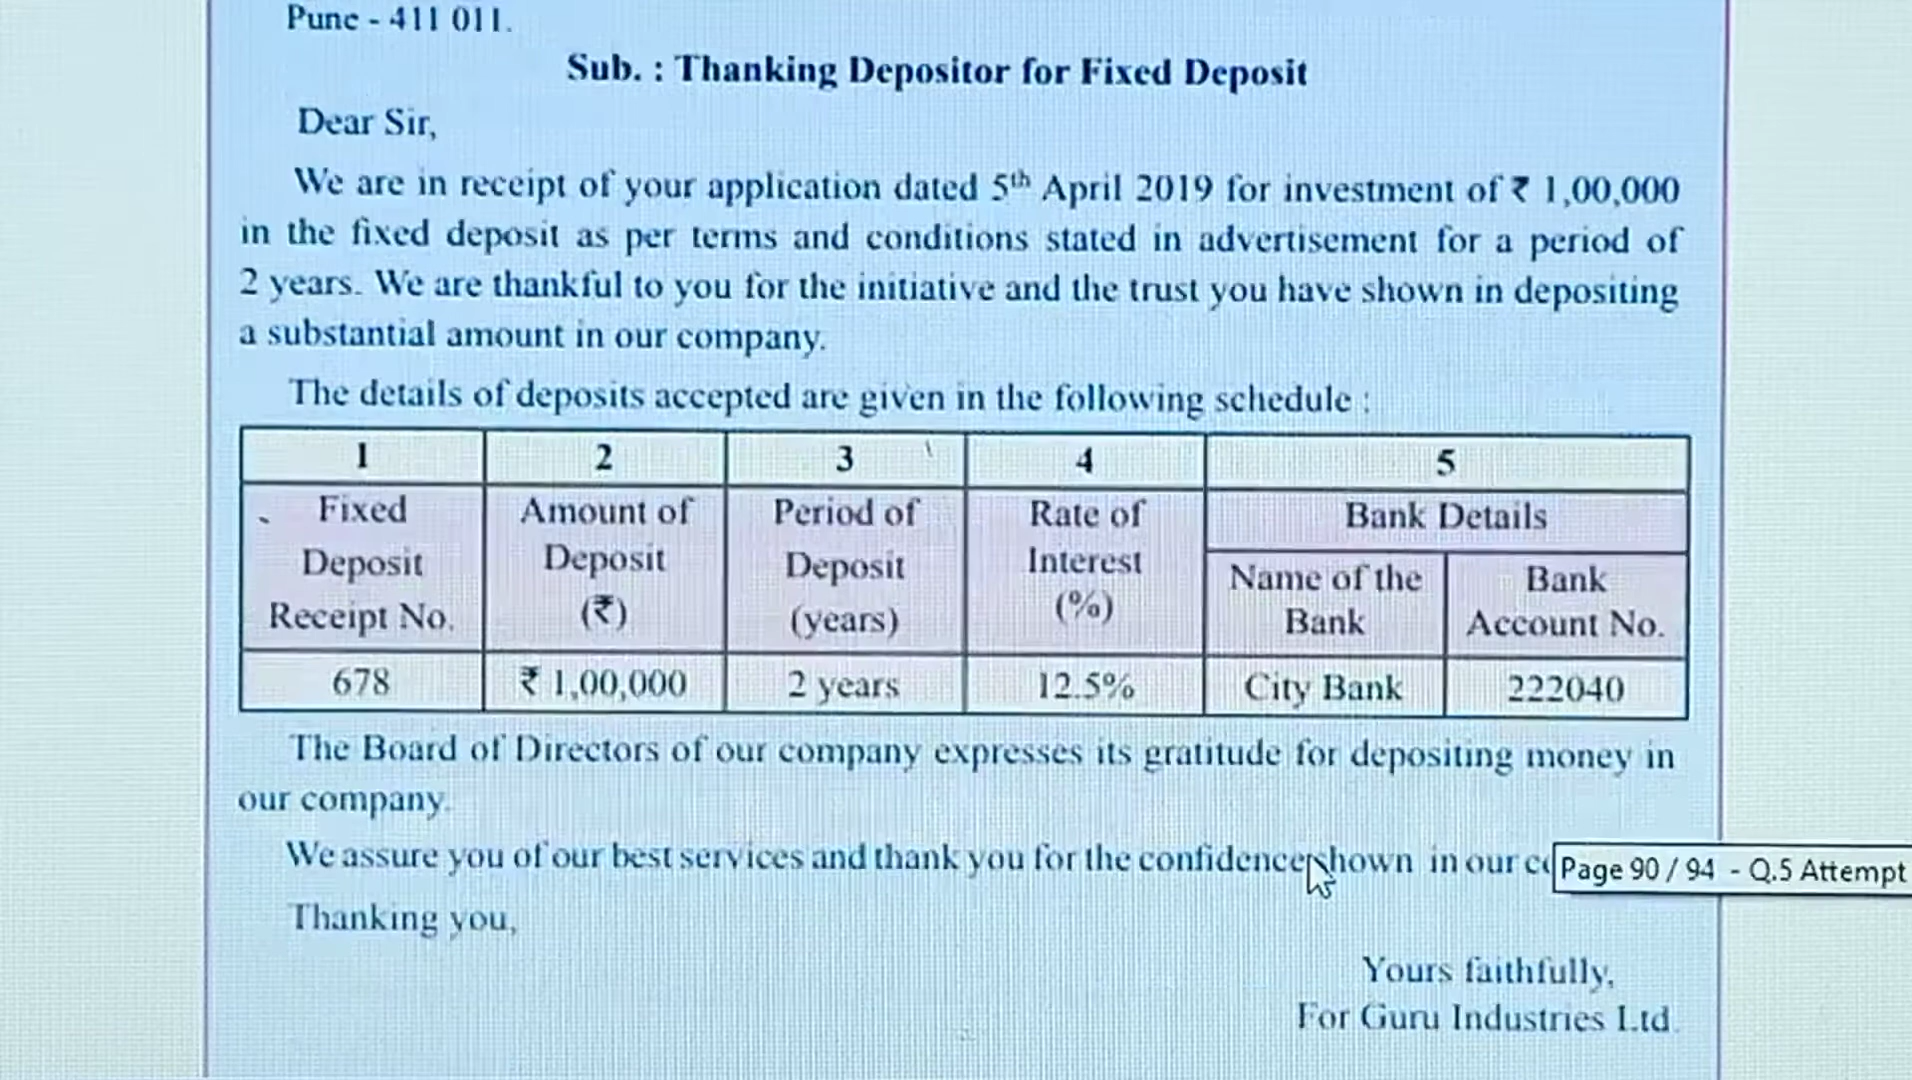 Pune - 411 011.
Sub. : Thanking Depositor for Fixed Deposit
Dear Sir,
We are in receipt of your application dated 5th April 2019 for investment of ₹ 1,00,000
in the fixed deposit as per terms and conditions stated in advertisement for a period of
2 years. We are thankful to you for the initiative and the trust you have shown in depositing
a substantial amount in our company.
The details of deposits accepted are given in the following schedule :
1 2 3 4 5
Fixed Deposit Receipt No. Amount of Deposit (₹) Period of Deposit (years) Rate of Interest (%) Bank Details
Name of the Bank Bank Account No.
678 ₹ 1,00,000 2 years 12.5% City Bank 222040
The Board of Directors of our company expresses its gratitude for depositing money in
our company.
We assure you of our best services and thank you for the confidence shown in our
Page 90 / 94 - Q.5 Attempt
Thanking you,
Yours faithfully,
For Guru Industries Ltd.